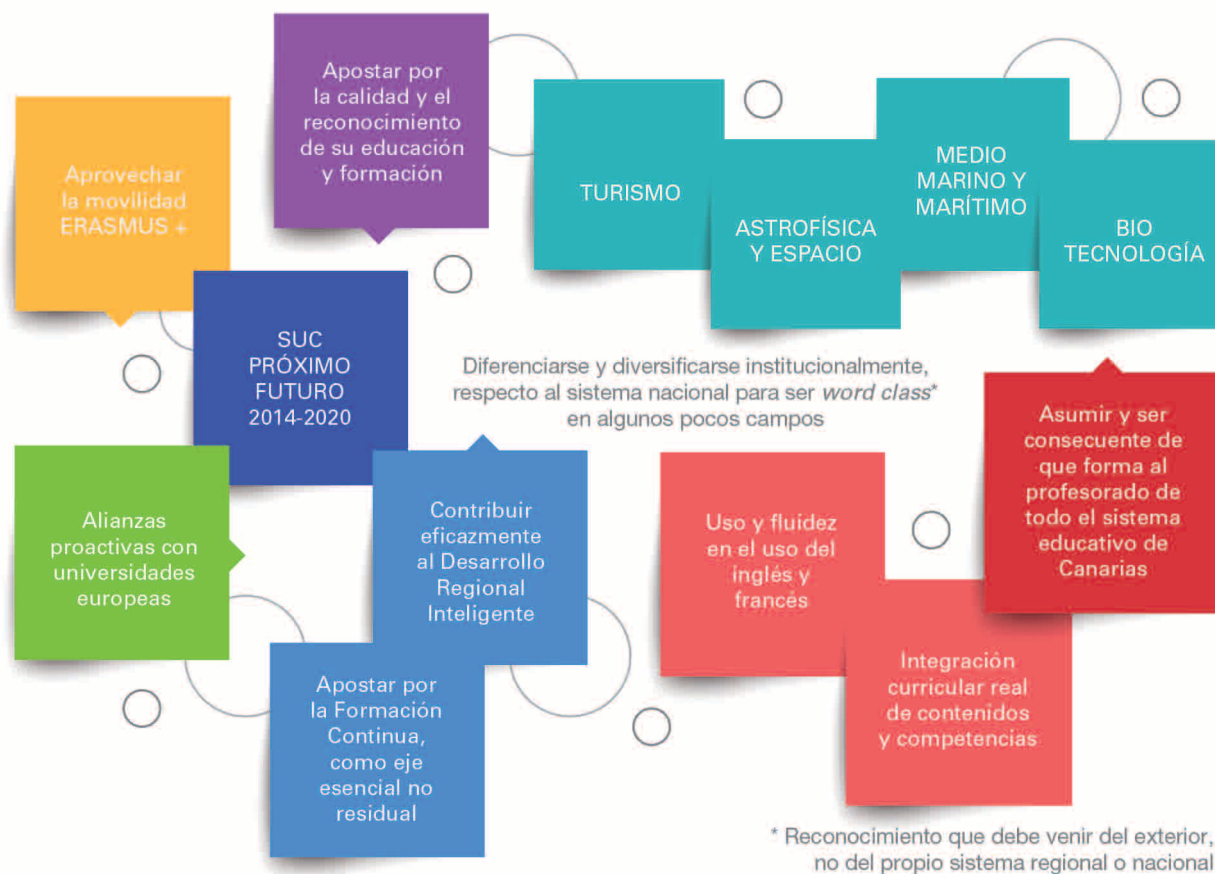 Apostar por
la calidad y el
reconocimiento
de su educación
y formación
Aprovechar
la movilidad
ERASMUS +
TURISMO
ASTROFÍSICA
Y ESPACIO
MEDIO
MARINO Y
MARÍTIMO
BIO
TECNOLOGÍA
SUC
PRÓXIMO
FUTURO
2014-2020
Diferenciarse y diversificarse institucionalmente,
respecto al sistema nacional para ser word class*
en algunos pocos campos
Asumir y ser
consecuente de
que forma al
profesorado de
todo el sistema
educativo de
Canarias
Alianzas
proactivas con
universidades
europeas
Contribuir
eficazmente
al Desarrollo
Regional
Inteligente
Uso y fluidez
en el uso del
inglés y
francés
Apostar por
la Formación
Continua,
como eje
esencial no
residual
Integración
curricular real
de contenidos
y competencias
* Reconocimiento que debe venir del exterior,
no del propio sistema regional o nacional